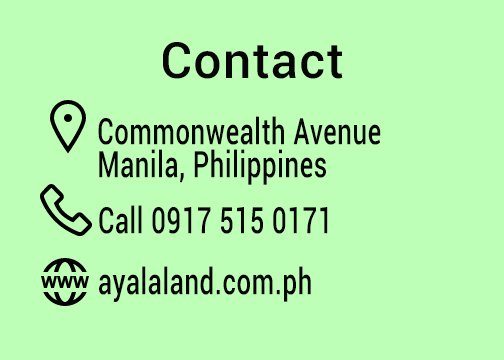 Contact
Commonwealth Avenue
Manila, Philippines
Call 0917 515 0171
www
ayalaland.com.ph